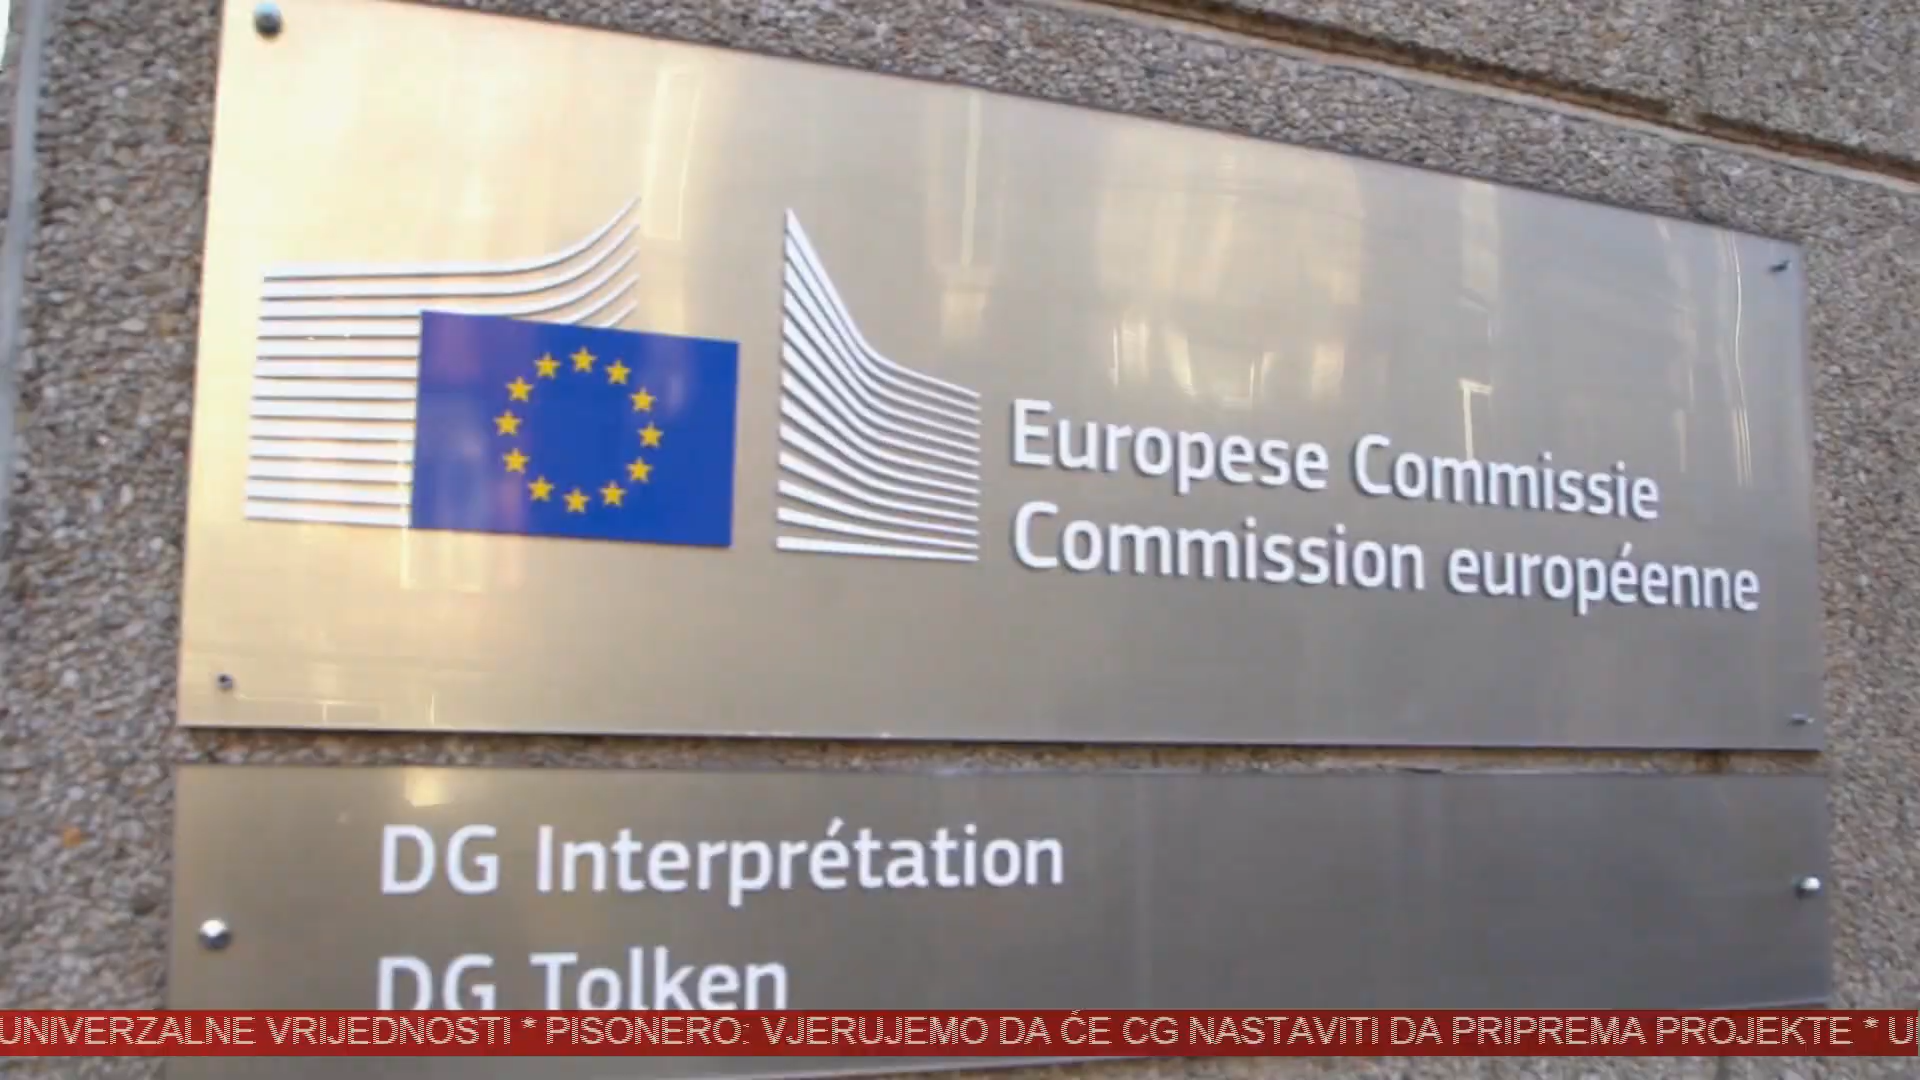 Europese Commissie
Commission européenne
DG Interprétation
DG Tolken
UNIVERZALNE VRIJEDNOSTI * PISONERO: VJERUJEMO DA ĆE CG NASTAVITI DA PRIPREMA PROJEKTE *